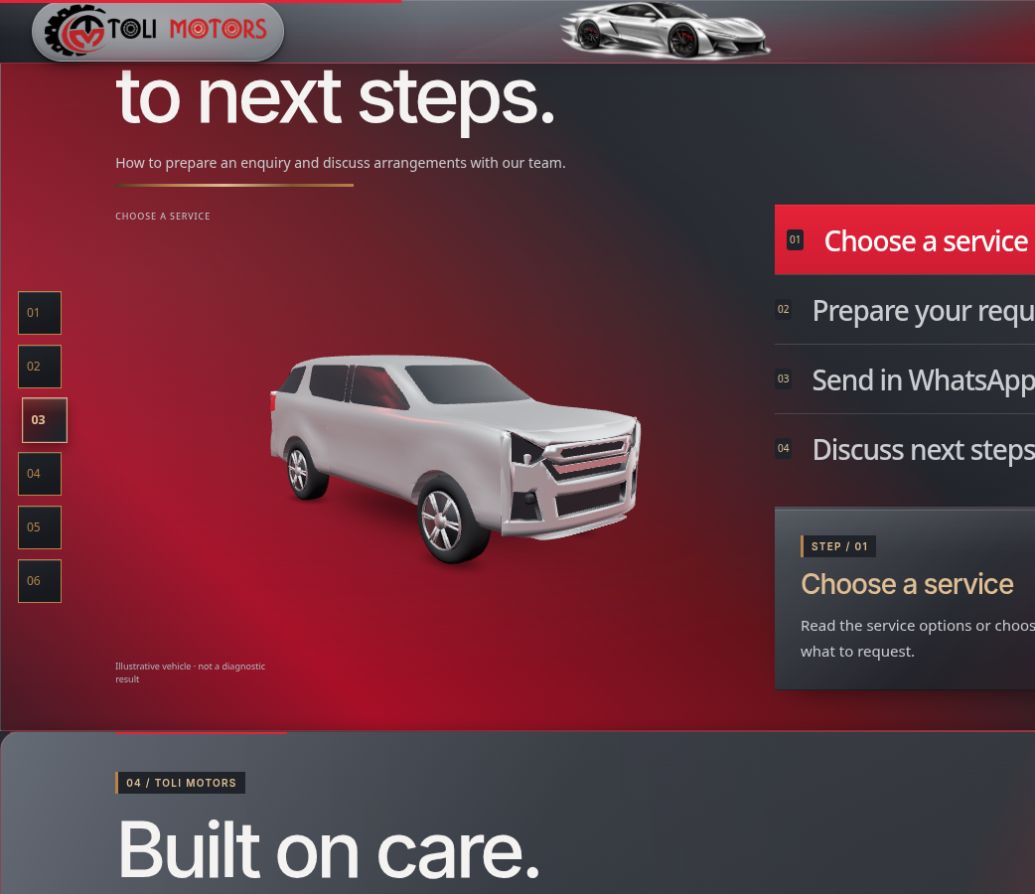 TOLI MOTORS
to next steps.
How to prepare an enquiry and discuss arrangements with our team.
CHOOSE A SERVICE
01 Choose a service
02 Prepare your requ
03 Send in WhatsApp
04 Discuss next steps
01
02
03
04
05
06
STEP / 01
Choose a service
Read the service options or choos
what to request.
Illustrative vehicle · not a diagnostic
result
04 / TOLI MOTORS
Built on care.